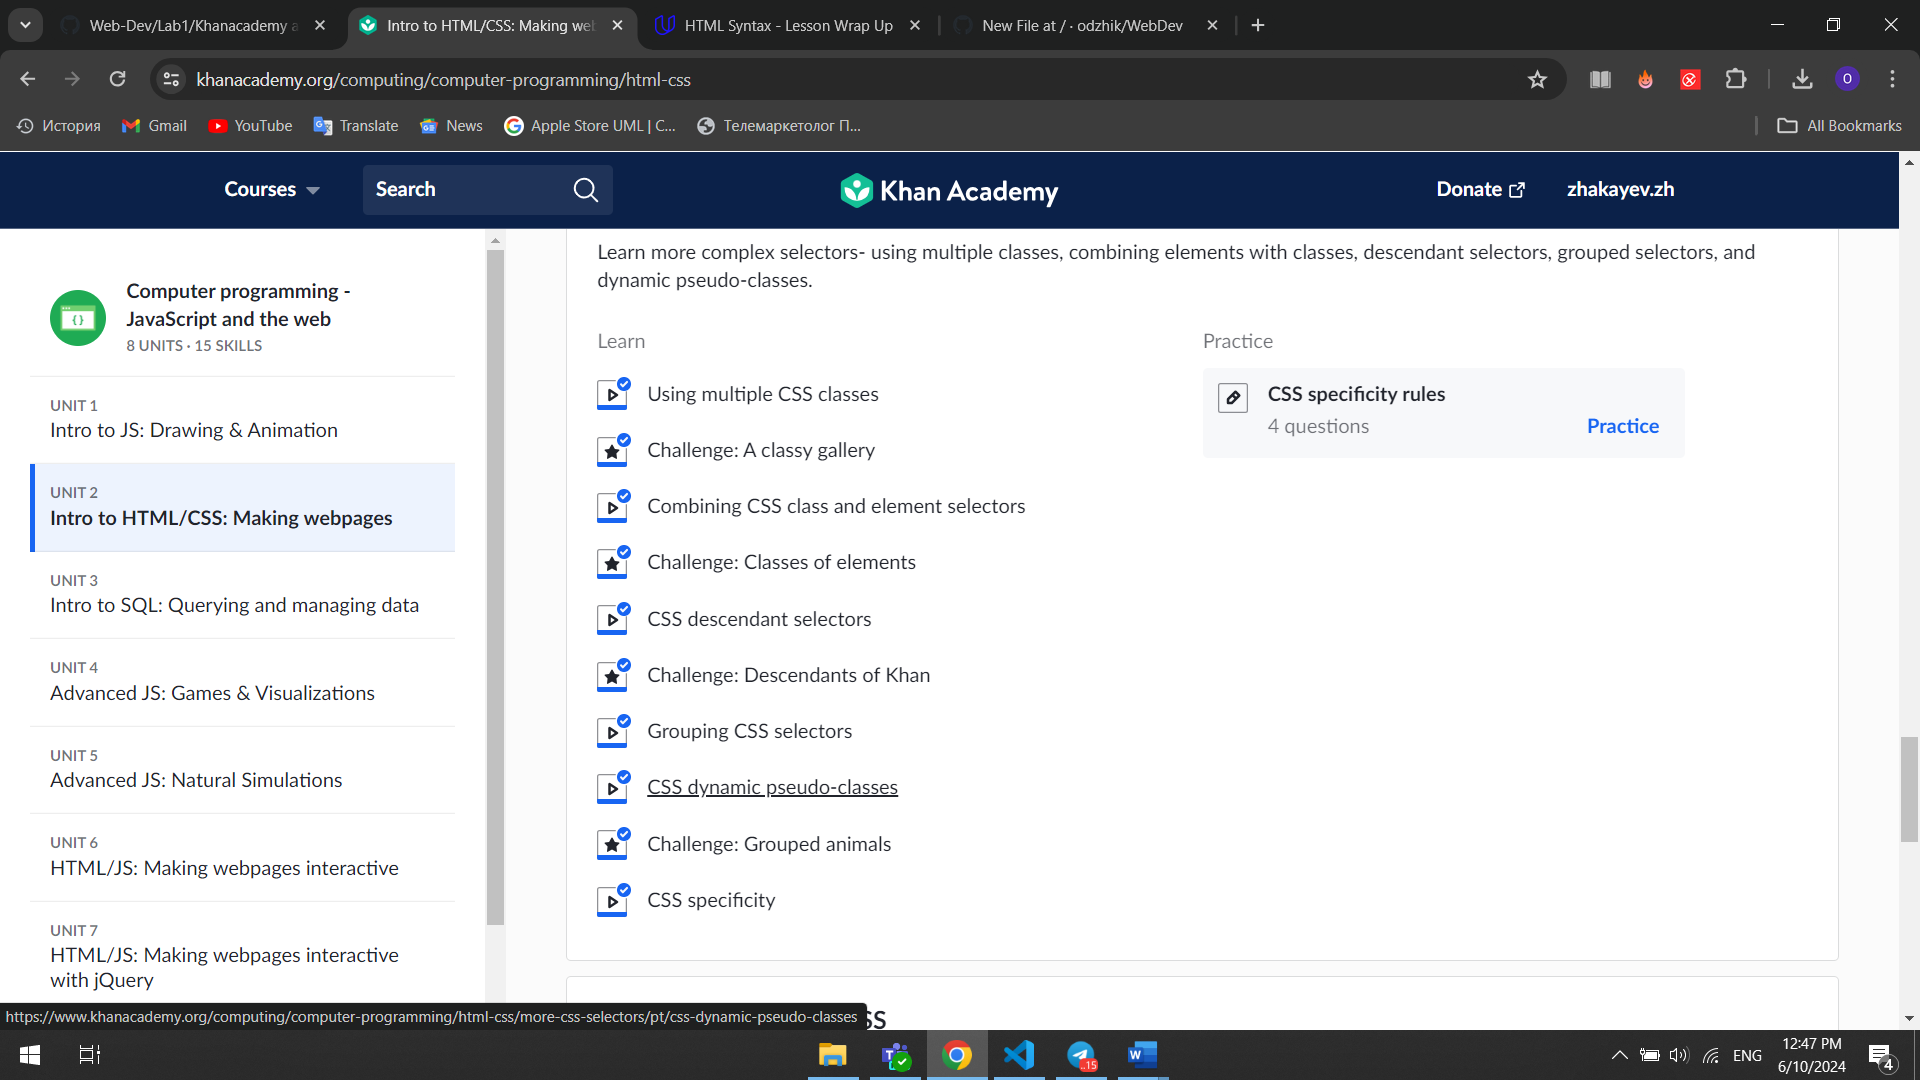 Web-Dev/Lab1/Khanacademy a
Intro to HTML/CSS: Making we
HTML Syntax - Lesson Wrap Up
New File at / · odzhik/WebDev
khanacademy.org/computing/computer-programming/html-css
O
История
Gmail
YouTube
Translate
News
Apple Store UML | C...
Телемаркетолог П...
All Bookmarks
Courses
Search
Khan Academy
Donate
zhakayev.zh
Computer programming -
JavaScript and the web
8 UNITS · 15 SKILLS
UNIT 1
Intro to JS: Drawing & Animation
UNIT 2
Intro to HTML/CSS: Making webpages
UNIT 3
Intro to SQL: Querying and managing data
UNIT 4
Advanced JS: Games & Visualizations
UNIT 5
Advanced JS: Natural Simulations
UNIT 6
HTML/JS: Making webpages interactive
UNIT 7
HTML/JS: Making webpages interactive
with jQuery
Learn more complex selectors- using multiple classes, combining elements with classes, descendant selectors, grouped selectors, and
dynamic pseudo-classes.
Learn
Using multiple CSS classes
Challenge: A classy gallery
Combining CSS class and element selectors
Challenge: Classes of elements
CSS descendant selectors
Challenge: Descendants of Khan
Grouping CSS selectors
CSS dynamic pseudo-classes
Challenge: Grouped animals
CSS specificity
Practice
CSS specificity rules
4 questions
Practice
https://www.khanacademy.org/computing/computer-programming/html-css/more-css-selectors/pt/css-dynamic-pseudo-classes
SS
..15
ENG
12:47 PM
6/10/2024
4